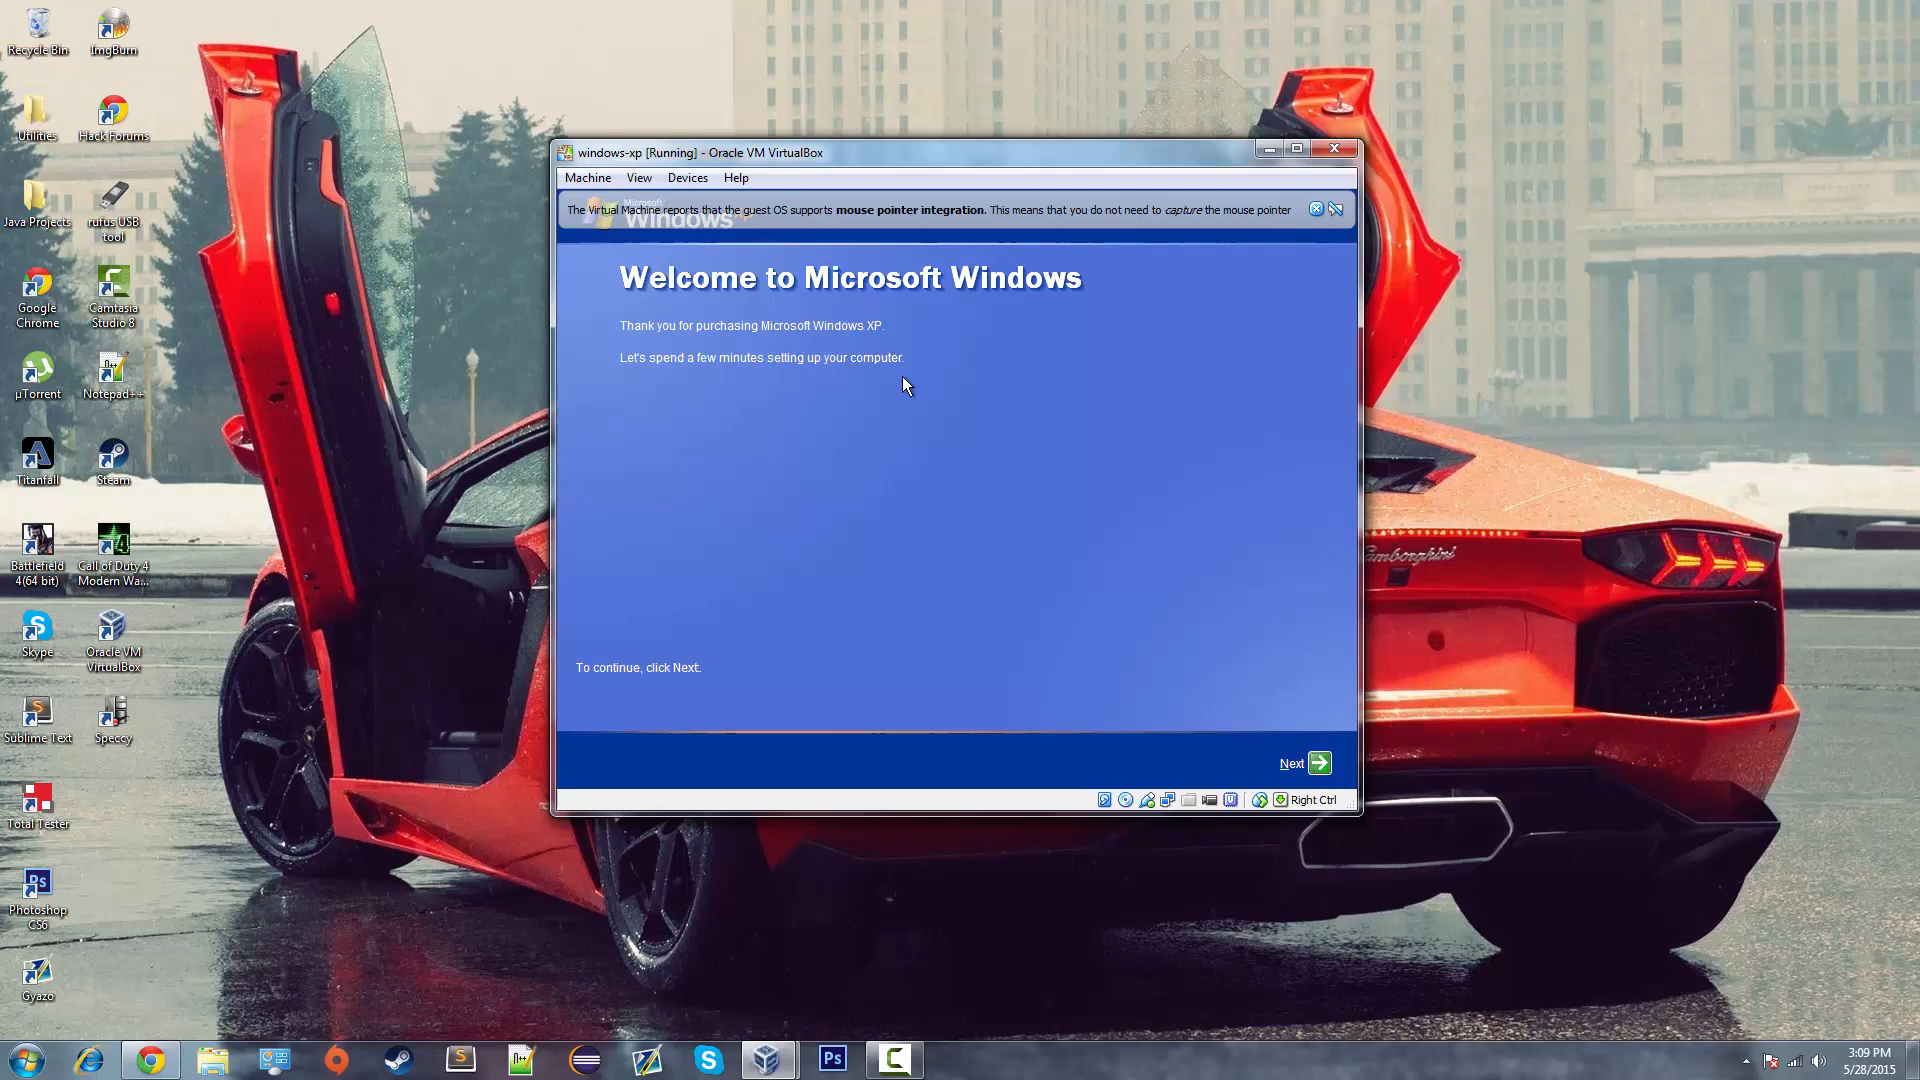 Recycle Bin
ImgBurn
Utilities
Hack Forums
Java Projects
rufus USB
tool
Google
Chrome
Camtasia
Studio 8
µTorrent
Notepad++
Titanfall
Steam
Battlefield
4(64 bit)
Call of Duty 4
Modern Wa...
Skype
Oracle VM
VirtualBox
Sublime Text
Speccy
Total Tester
Ps
Photoshop
CS6
Gyazo
windows-xp [Running] - Oracle VM VirtualBox
Machine View Devices Help
The Virtual Machine reports that the guest OS supports mouse pointer integration. This means that you do not need to capture the mouse pointer
Microsoft
Windows
Welcome to Microsoft Windows
Thank you for purchasing Microsoft Windows XP.
Let's spend a few minutes setting up your computer.
To continue, click Next.
Next
Right Ctrl
Lamborghini
Ps
3:09 PM
5/28/2015